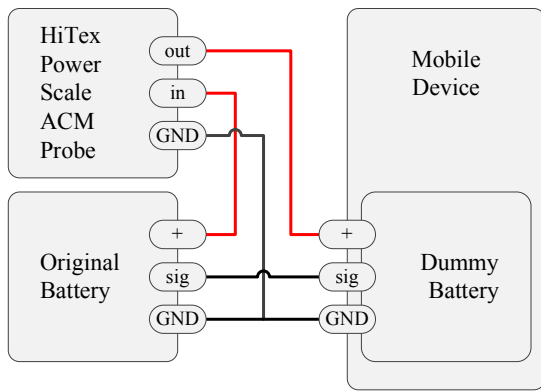 HiTex
Power
Scale
ACM
Probe
out
in
GND
Mobile
Device
Original
Battery
+
sig
GND
+
sig
GND
Dummy
Battery